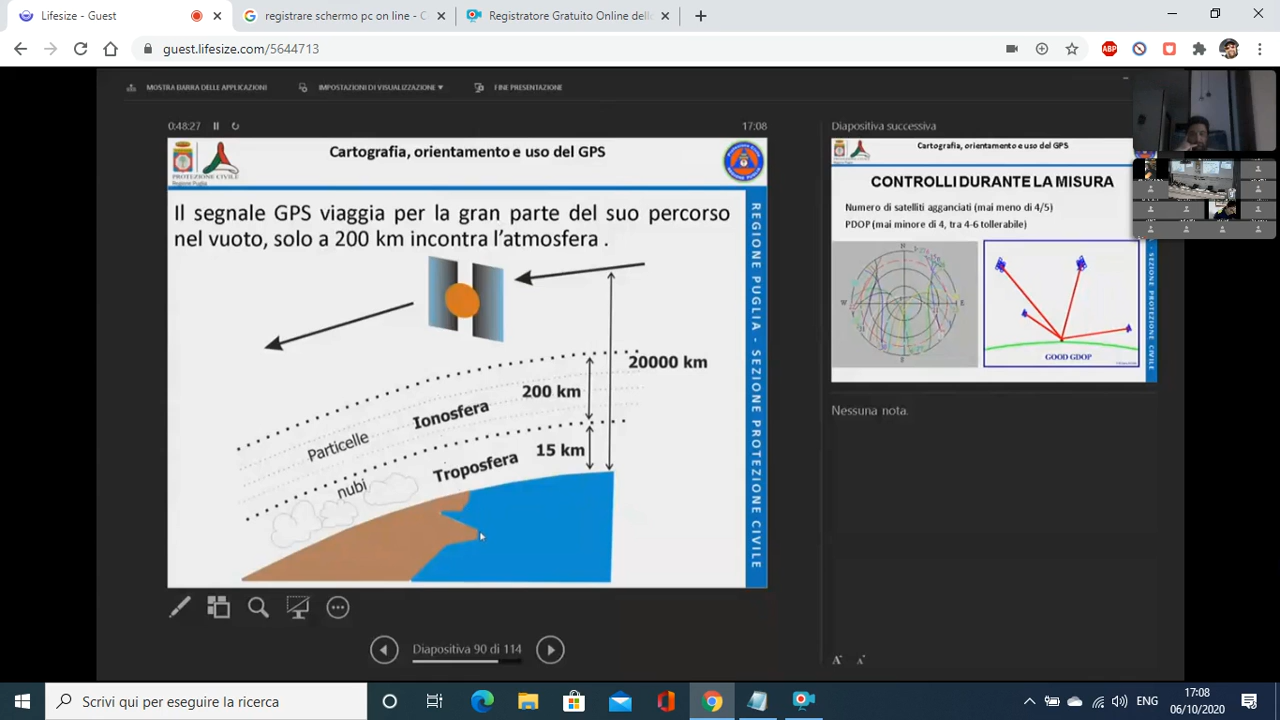 Lifesize - Guest
registrare schermo pc on line - C
Registratore Gratuito Online dell
guest.lifesize.com/5644713
ABP
MOSTRA BARRA DELLE APPLICAZIONI
IMPOSTAZIONI DI VISUALIZZAZIONE
FINE PRESENTAZIONE
0:48:27
17:08
Cartografia, orientamento e uso del GPS
PROTEZIONE CIVILE
Regione Puglia
Il segnale GPS viaggia per la gran parte del suo percorso
nel vuoto, solo a 200 km incontra l'atmosfera .
20000 km
200 km
Ionosfera
Particelle
15 km
Troposfera
nubi
REGIONE PUGLIA - SEZIONE PROTEZIONE CIVILE
Diapositiva 90 di 114
Diapositiva successiva
Cartografia, orientamento e uso del GPS
CONTROLLI DURANTE LA MISURA
Numero di satelliti agganciati (mai meno di 4/5)
PDOP (mai minore di 4, tra 4-6 tollerabile)
N
W
E
GOOD GDOP
SEZIONE PROTEZIONE CIVILE
Nessuna nota.
A A
Scrivi qui per eseguire la ricerca
ENG
17:08
06/10/2020